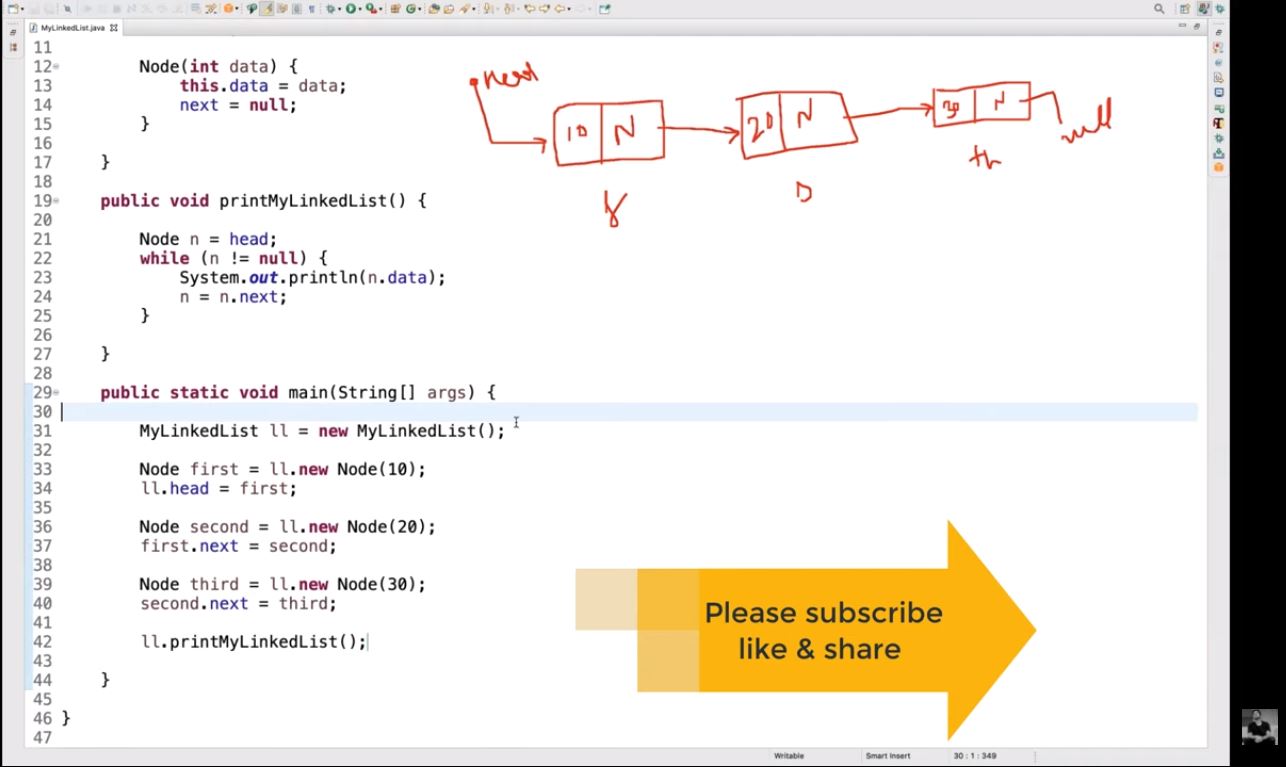 MyLinkedList.java
11
12 Node(int data) {
13 this.data = data;
14 next = null;
15 }
16
17 }
18
19 public void printMyLinkedList() {
20
21 Node n = head;
22 while (n != null) {
23 System.out.println(n.data);
24 n = n.next;
25 }
26
27 }
28
29 public static void main(String[] args) {
30
31 MyLinkedList ll = new MyLinkedList();
32
33 Node first = ll.new Node(10);
34 ll.head = first;
35
36 Node second = ll.new Node(20);
37 first.next = second;
38
39 Node third = ll.new Node(30);
40 second.next = third;
41
42 ll.printMyLinkedList();
43
44 }
45
46 }
47
head
10 N
20 N
30 N
null
th
Please subscribe
like & share
Writable
Smart Insert
30 : 1 : 349